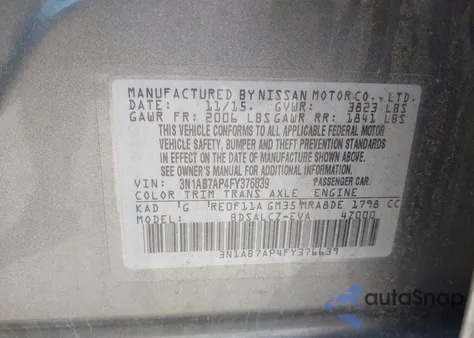 MANUFACTURED BY NISSAN MOTOR CO., LTD.
DATE: 11/15. GVWR: 3823 LBS
GAWR FR: 2006 LBS GAWR RR: 1841 LBS
THIS VEHICLE CONFORMS TO ALL APPLICABLE FEDERAL MOTOR
VEHICLE SAFETY, BUMPER AND THEFT PREVENTION STANDARDS
IN EFFECT ON THE DATE OF MANUFACTURE SHOWN ABOVE.
SEE OWNER'S MANUAL FOR ADDITIONAL INFORMATION.
VIN: 3N1AB7AP4FY376639 PASSENGER CAR.
COLOR TRIM TRANS AXLE ENGINE
KAD G RE0F11A GM35 MRA8DE 1798 CC
MODEL: BDSALCZ-EVA 4Z000
3N1AB7AP4FY376639
autoSnap